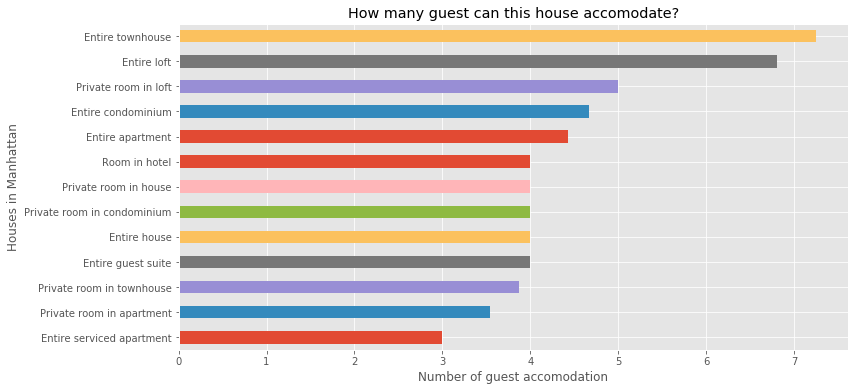 How many guest can this house accomodate?
Houses in Manhattan
Entire townhouse
Entire loft
Private room in loft
Entire condominium
Entire apartment
Room in hotel
Private room in house
Private room in condominium
Entire house
Entire guest suite
Private room in townhouse
Private room in apartment
Entire serviced apartment
0 1 2 3 4 5 6 7
Number of guest accomodation